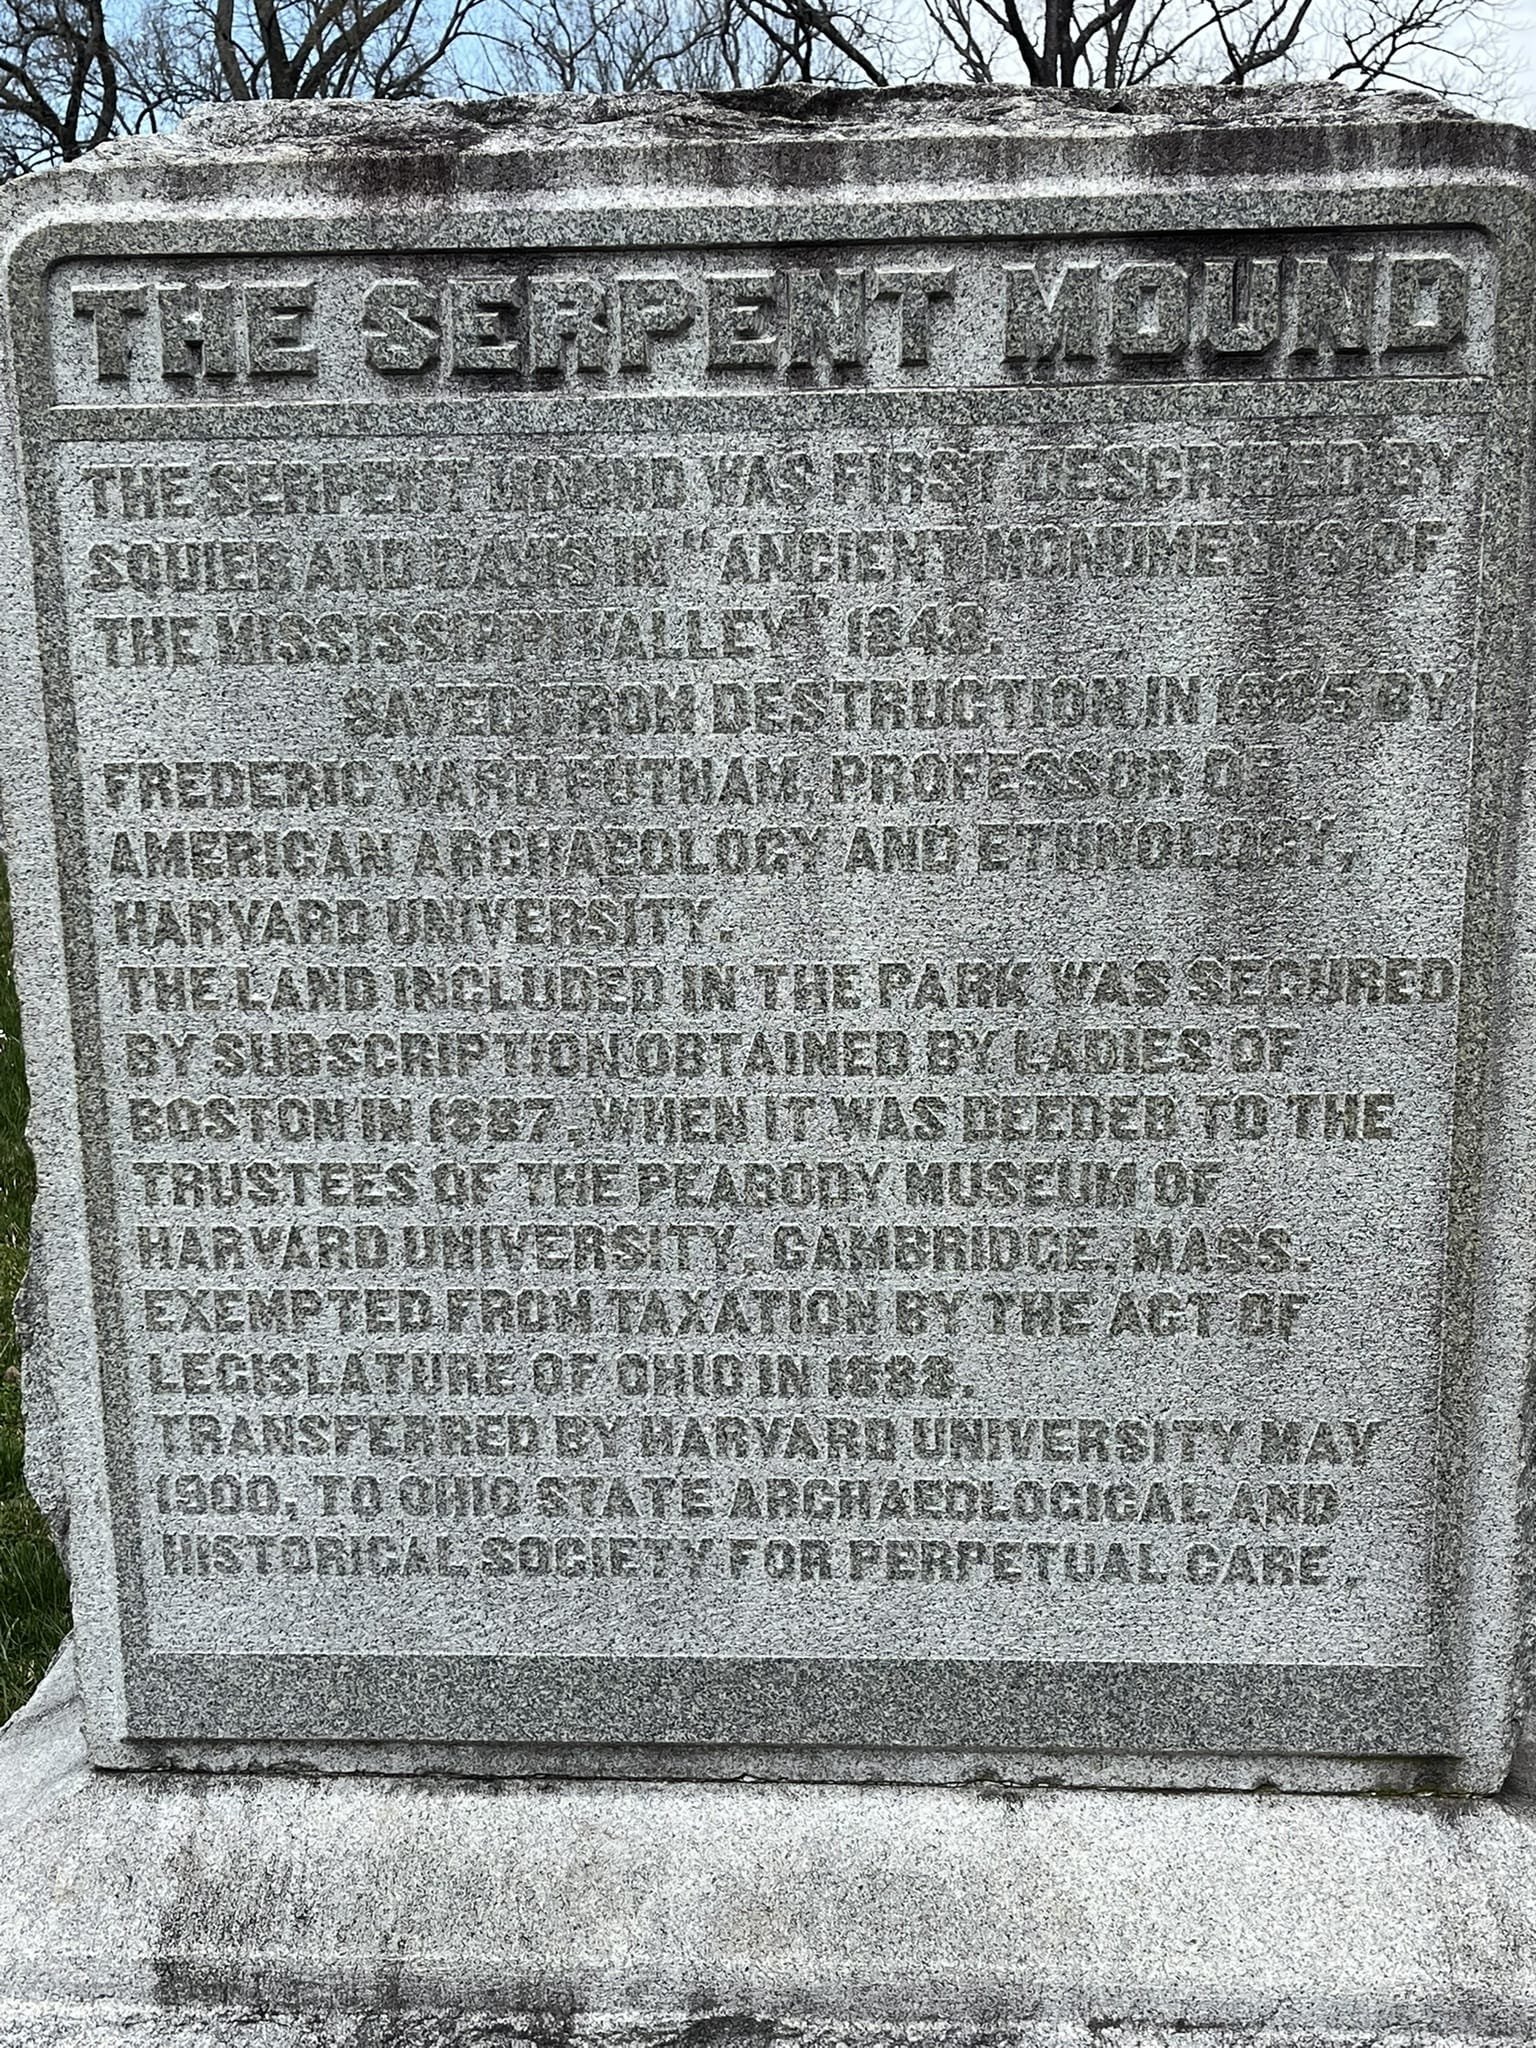 THE SERPENT MOUND
THE SERPENT MOUND WAS FIRST DESCRIBED BY
SQUIER AND DAVIS IN "ANCIENT MONUMENTS OF
THE MISSISSIPPI VALLEY" 1848.
SAVED FROM DESTRUCTION IN 1885 BY
FREDERIC WARD PUTNAM, PROFESSOR OF
AMERICAN ARCHAEOLOGY AND ETHNOLOGY,
HARVARD UNIVERSITY.
THE LAND INCLUDED IN THE PARK WAS SECURED
BY SUBSCRIPTION OBTAINED BY LADIES OF
BOSTON IN 1887, WHEN IT WAS DEEDED TO THE
TRUSTEES OF THE PEABODY MUSEUM OF
HARVARD UNIVERSITY, CAMBRIDGE, MASS.
EXEMPTED FROM TAXATION BY THE ACT OF
LEGISLATURE OF OHIO IN 1888.
TRANSFERRED BY HARVARD UNIVERSITY MAY
1900, TO OHIO STATE ARCHAEOLOGICAL AND
HISTORICAL SOCIETY FOR PERPETUAL CARE.